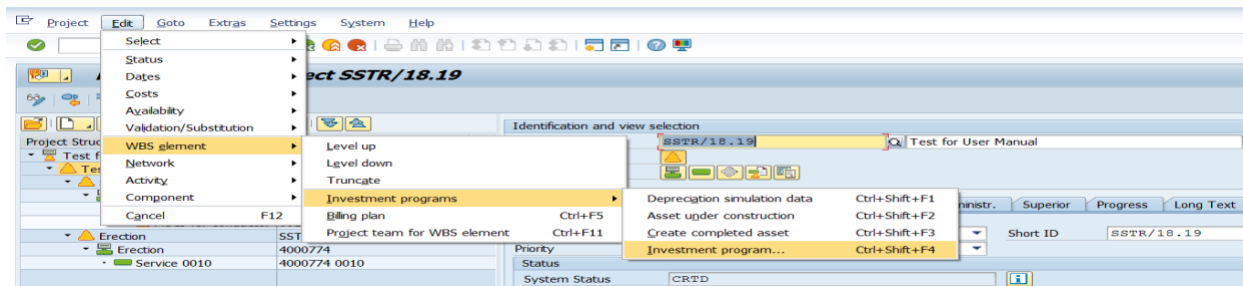 Project Edit Goto Extras Settings System Help
ect SSTR/18.19
Select
Status
Dates
Costs
Availability
Validation/Substitution
WBS element
Network
Activity
Component
Cancel F12
Level up
Level down
Truncate
Investment programs
Billing plan Ctrl+F5
Project team for WBS element Ctrl+F11
Depreciation simulation data Ctrl+Shift+F1
Asset under construction Ctrl+Shift+F2
Create completed asset Ctrl+Shift+F3
Investment program... Ctrl+Shift+F4
Project Struc
Test f
Tes
Erection SST
Erection 4000774
Service 0010 4000774 0010
Identification and view selection
SSTR/18.19 Test for User Manual
ninistr. Superior Progress Long Text
Short ID SSTR/18.19
Priority
Status
System Status CRTD